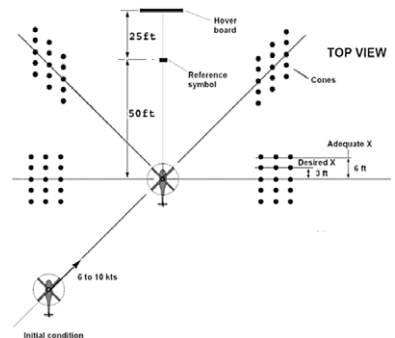 Hover
board
25ft
TOP VIEW
Reference
symbol
Cones
50ft
Adequate X
Desired X
3 ft
6 ft
6 to 10 kts
Initial condition